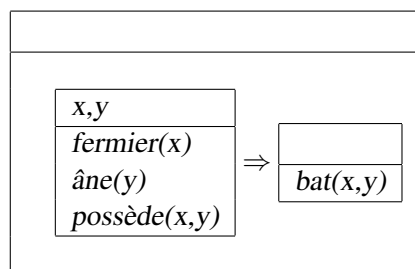 x,y
fermier(x)
âne(y)
possède(x,y)
⇒
bat(x,y)